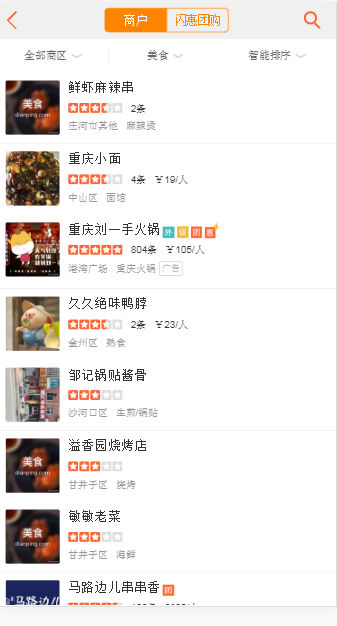 商户 闪惠团购
全部商区 美食 智能排序
美食
dianping.com
鲜虾麻辣串
2条
庄河市其他 麻辣烫
重庆小面
4条 ￥19/人
中山区 面馆
重庆刘一手火锅 外 促 团 惠
804条 ￥105/人
港湾广场 重庆火锅 广告
久久绝味鸭脖
2条 ￥23/人
金州区 熟食
邹记锅贴酱骨
沙河口区 生煎/锅贴
美食
dianping.com
溢香园烧烤店
甘井子区 烧烤
美食
dianping.com
敏敏老菜
甘井子区 海鲜
马路边儿串串香 团